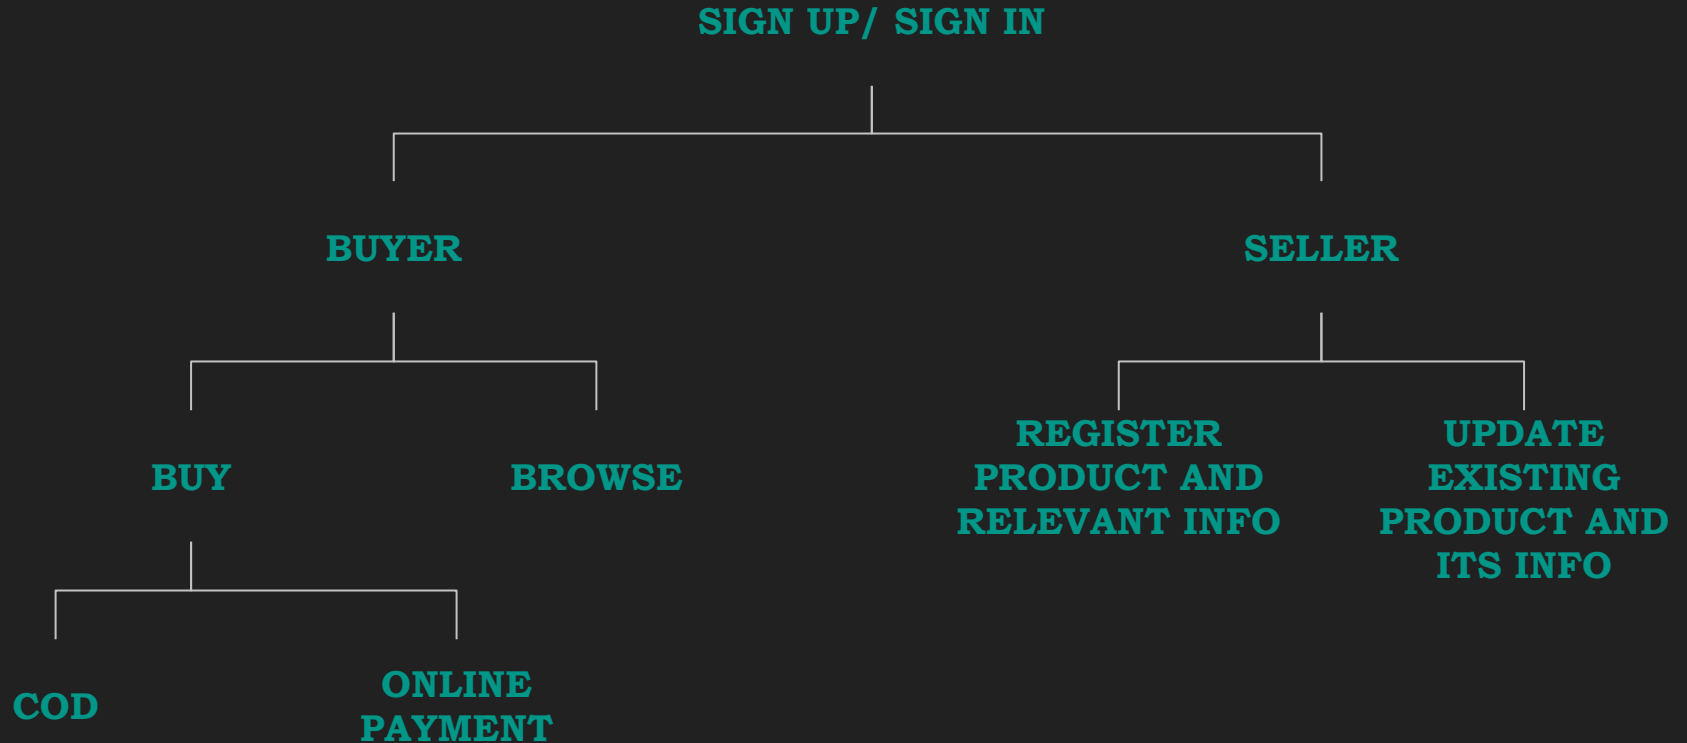 SIGN UP/ SIGN IN
BUYER
SELLER
BUY
BROWSE
REGISTER
PRODUCT AND
RELEVANT INFO
UPDATE
EXISTING
PRODUCT AND
ITS INFO
COD
ONLINE
PAYMENT